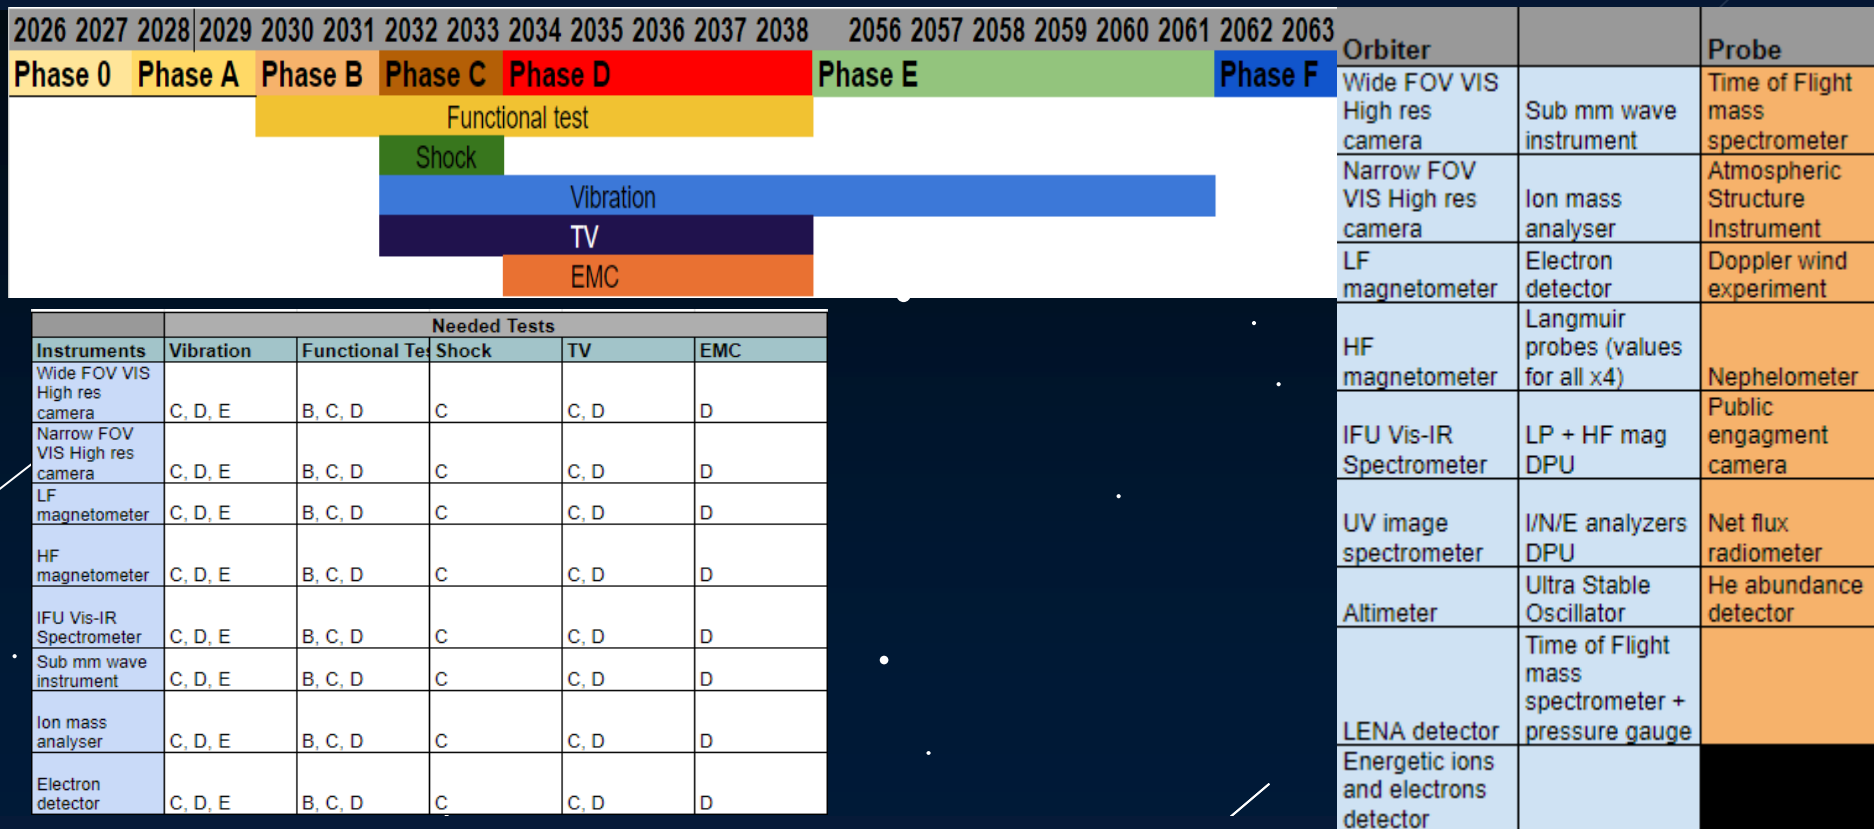 2026 2027 2028 2029 2030 2031 2032 2033 2034 2035 2036 2037 2038 2056 2057 2058 2059 2060 2061 2062 2063
Phase 0 Phase A Phase B Phase C Phase D Phase E Phase F
Functional test
Shock
Vibration
TV
EMC
Needed Tests
Instruments Vibration Functional Te Shock TV EMC
Wide FOV VIS
High res
camera C, D, E B, C, D C C, D D
Narrow FOV
VIS High res
camera C, D, E B, C, D C C, D D
LF
magnetometer C, D, E B, C, D C C, D D
HF
magnetometer C, D, E B, C, D C C, D D
IFU Vis-IR
Spectrometer C, D, E B, C, D C C, D D
Sub mm wave
instrument C, D, E B, C, D C C, D D
Ion mass
analyser C, D, E B, C, D C C, D D
Electron
detector C, D, E B, C, D C C, D D
Orbiter Probe
Wide FOV VIS
High res
camera
Sub mm wave
instrument
Time of Flight
mass
spectrometer
Narrow FOV
VIS High res
camera
Ion mass
analyser
Atmospheric
Structure
Instrument
LF
magnetometer
Electron
detector
Doppler wind
experiment
HF
magnetometer
Langmuir
probes (values
for all x4)
Nephelometer
IFU Vis-IR
Spectrometer
LP + HF mag
DPU
Public
engagment
camera
UV image
spectrometer
I/N/E analyzers
DPU
Net flux
radiometer
Altimeter
Ultra Stable
Oscillator
He abundance
detector
LENA detector
Time of Flight
mass
spectrometer +
pressure gauge
Energetic ions
and electrons
detector